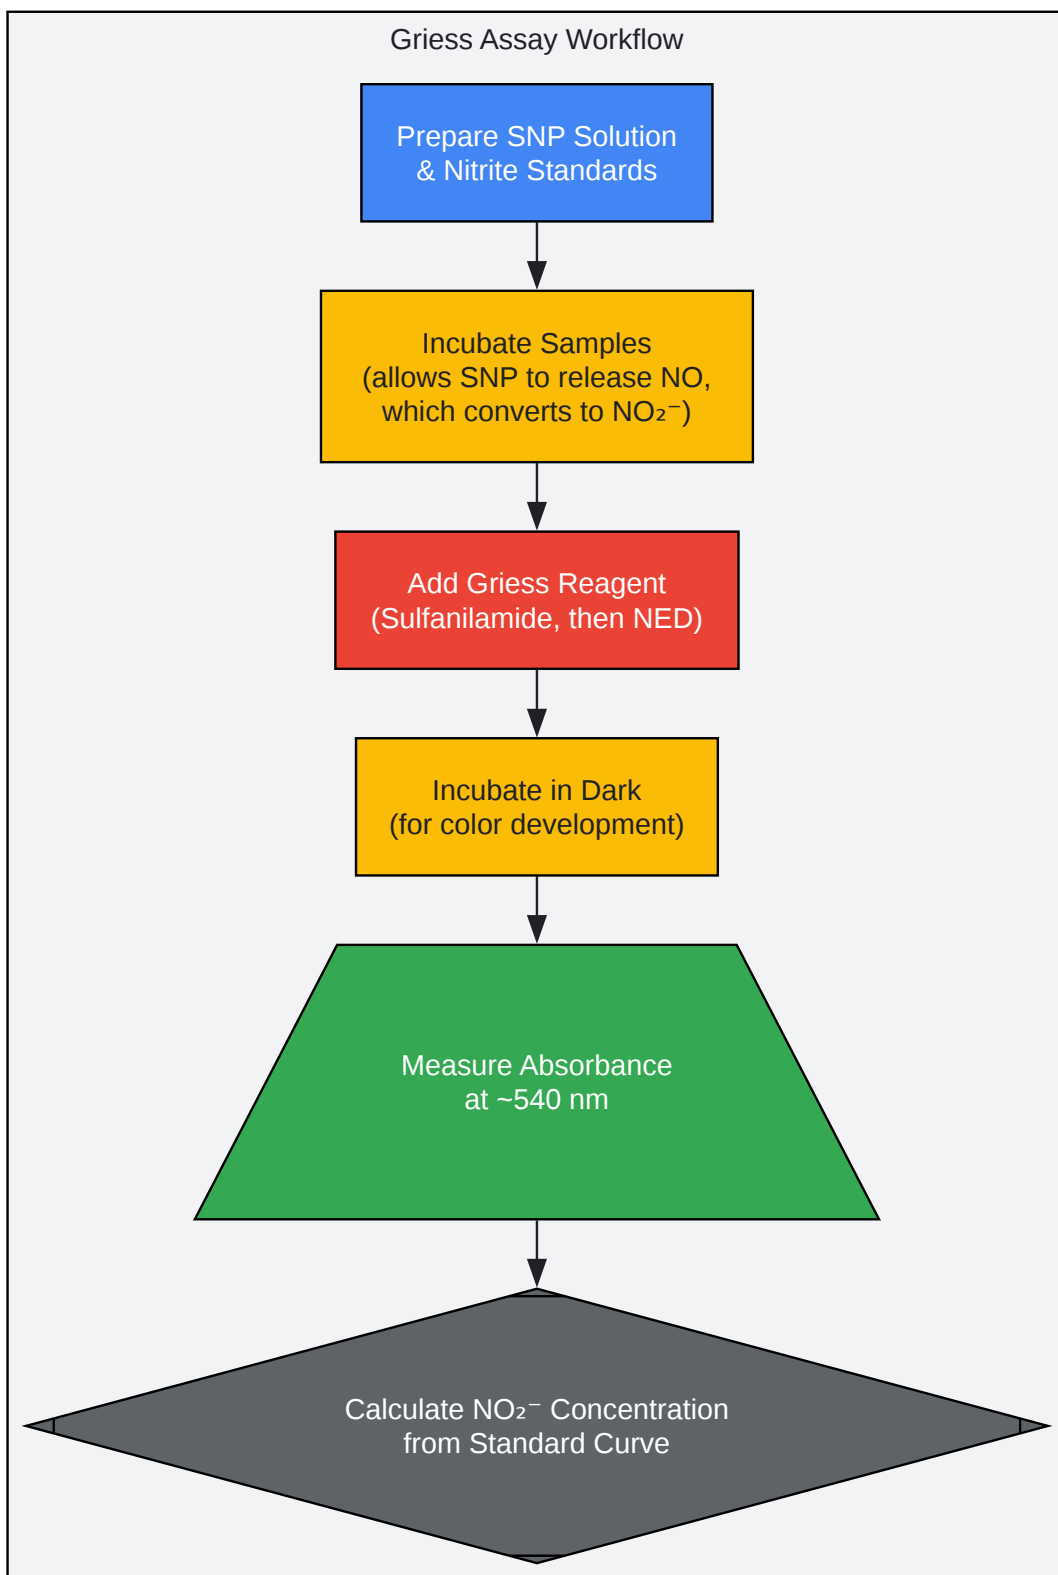 Griess Assay Workflow
Prepare SNP Solution
& Nitrite Standards
Incubate Samples
(allows SNP to release NO,
which converts to NO₂⁻)
Add Griess Reagent
(Sulfanilamide, then NED)
Incubate in Dark
(for color development)
Measure Absorbance
at ~540 nm
Calculate NO₂⁻ Concentration
from Standard Curve